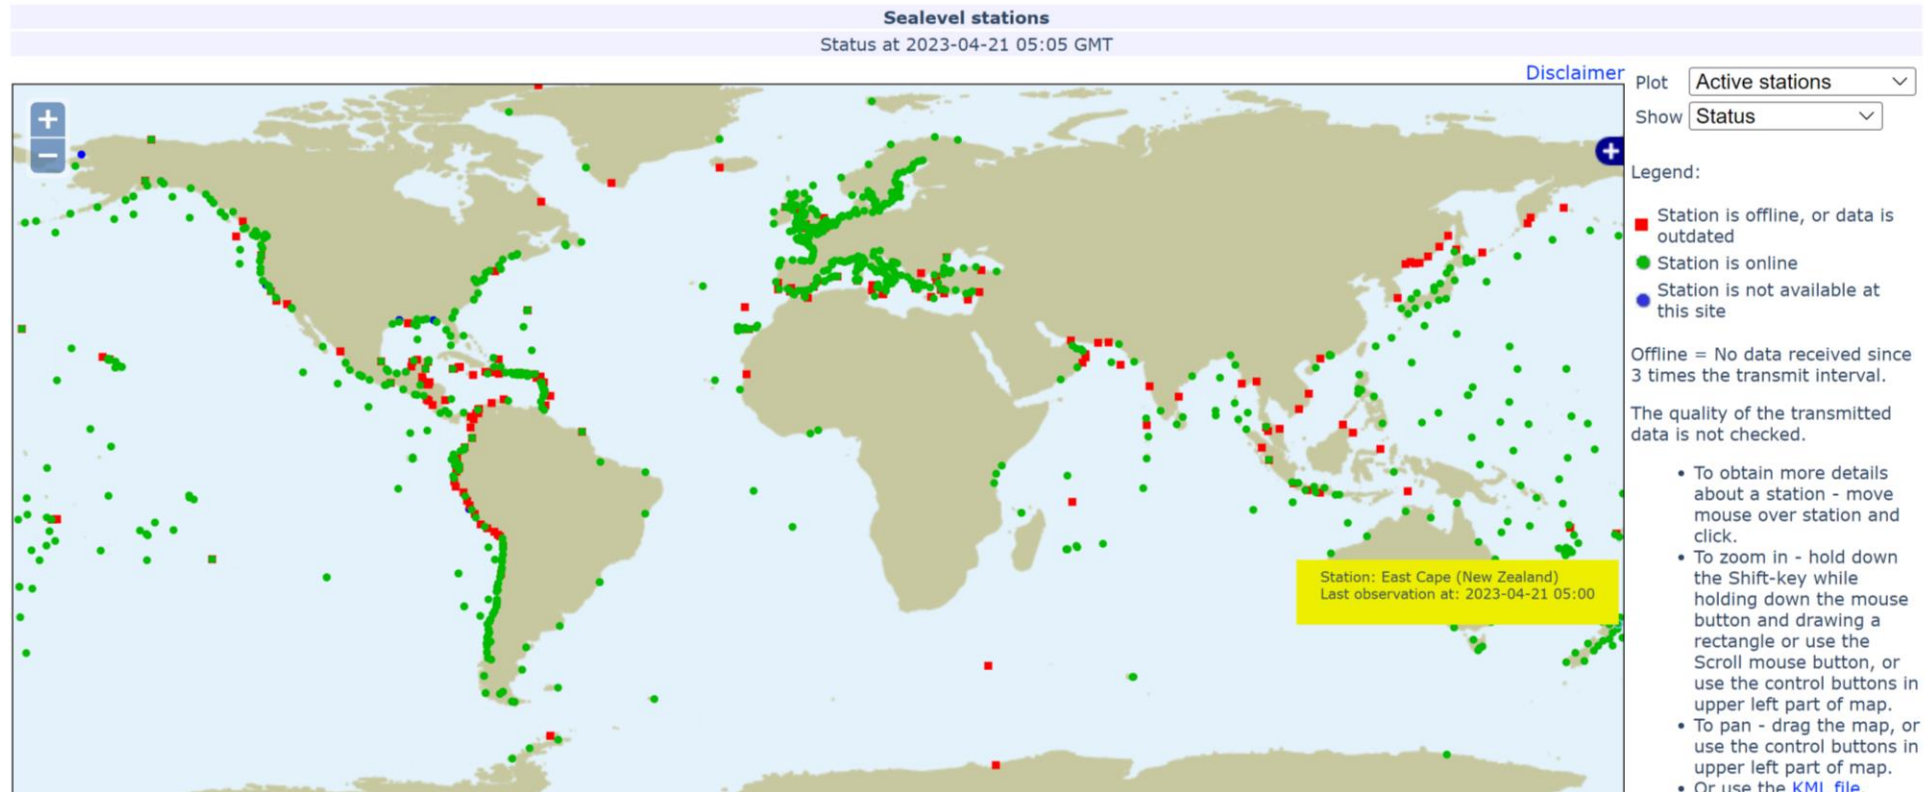 Sealevel stations
Status at 2023-04-21 05:05 GMT
Disclaimer
+
−
+
Plot Active stations
Show Status
Legend:
Station is offline, or data is
outdated
Station is online
Station is not available at
this site
Offline = No data received since
3 times the transmit interval.
The quality of the transmitted
data is not checked.
• To obtain more details
about a station - move
mouse over station and
click.
• To zoom in - hold down
the Shift-key while
holding down the mouse
button and drawing a
rectangle or use the
Scroll mouse button, or
use the control buttons in
upper left part of map.
• To pan - drag the map, or
use the control buttons in
upper left part of map.
• Or use the KML file
Station: East Cape (New Zealand)
Last observation at: 2023-04-21 05:00